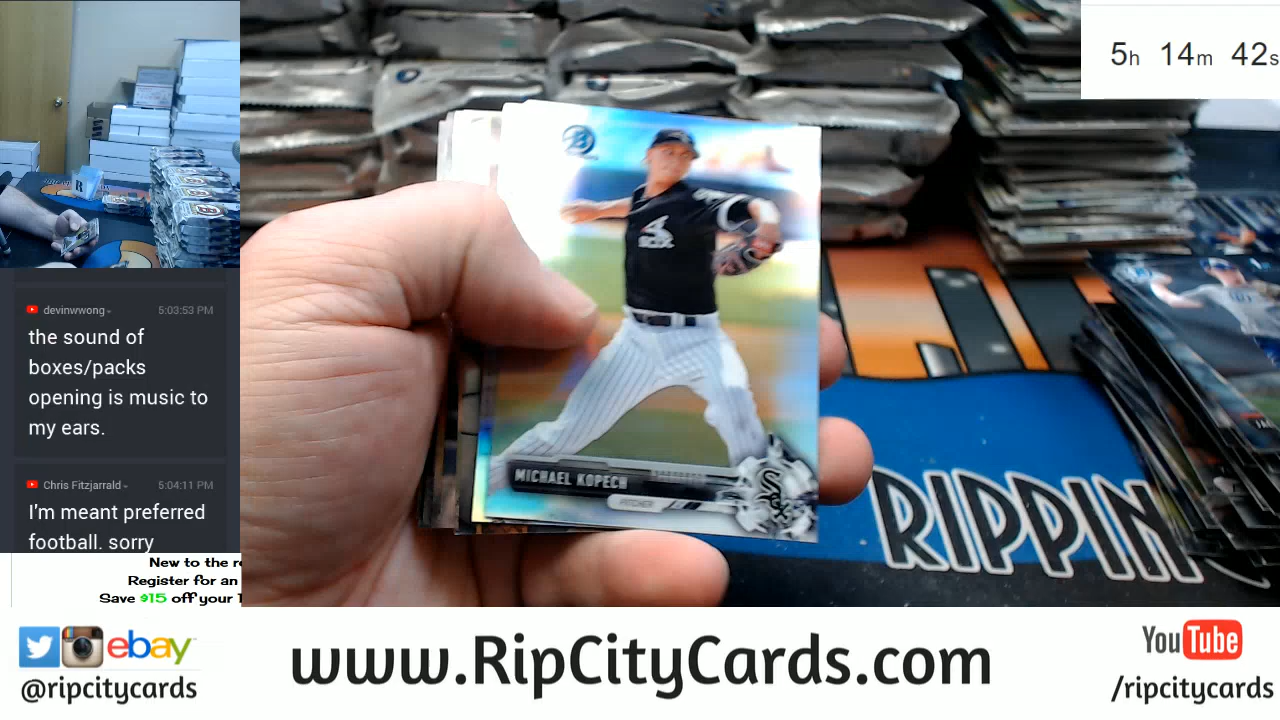 5h 14m 42s
devinwwong
5:03:53 PM
the sound of
boxes/packs
opening is music to
my ears.
Chris Fitzjarrald
5:04:11 PM
I'm meant preferred
football. sorry
New to the r
Register for an
Save $15 off your
SOX
MICHAEL KOPECH
PITCHER
RIPPIN
ebay
@ripcitycards
www.RipCityCards.com
YouTube
/ripcitycards